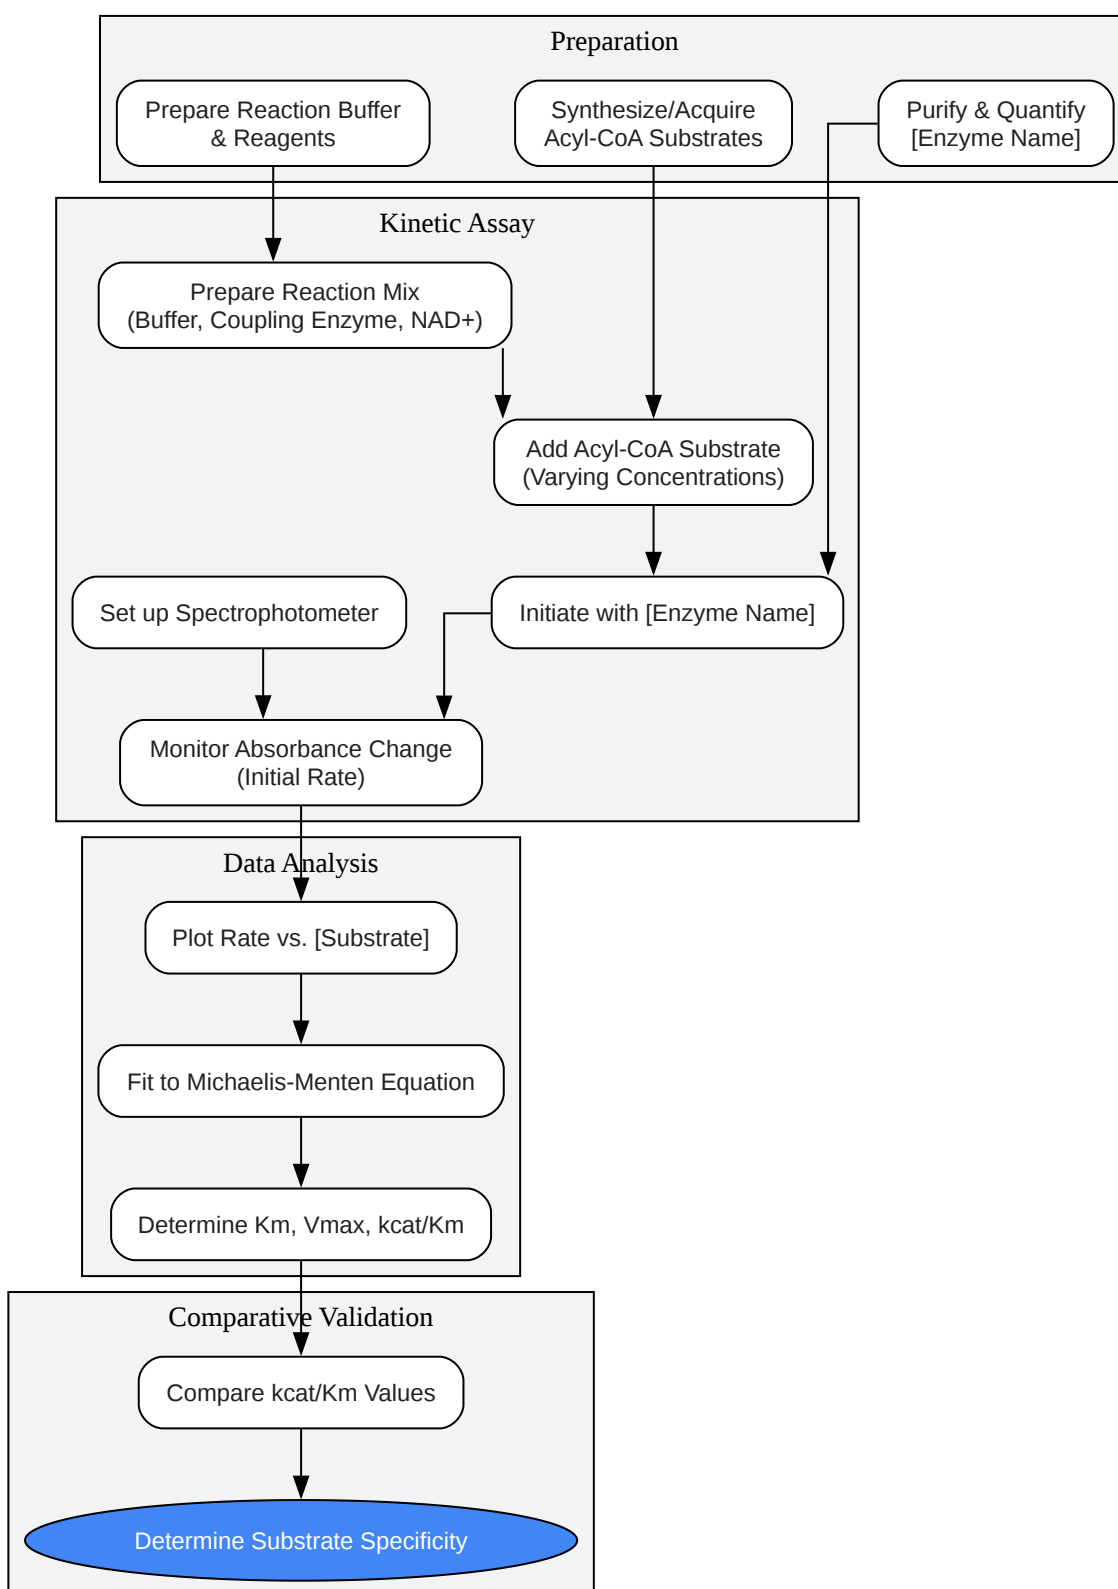 Preparation
Prepare Reaction Buffer
& Reagents
Synthesize/Acquire
Acyl-CoA Substrates
Purify & Quantify
[Enzyme Name]
Kinetic Assay
Prepare Reaction Mix
(Buffer, Coupling Enzyme, NAD+)
Add Acyl-CoA Substrate
(Varying Concentrations)
Set up Spectrophotometer
Initiate with [Enzyme Name]
Monitor Absorbance Change
(Initial Rate)
Data Analysis
Plot Rate vs. [Substrate]
Fit to Michaelis-Menten Equation
Determine Km, Vmax, kcat/Km
Comparative Validation
Compare kcat/Km Values
Determine Substrate Specificity